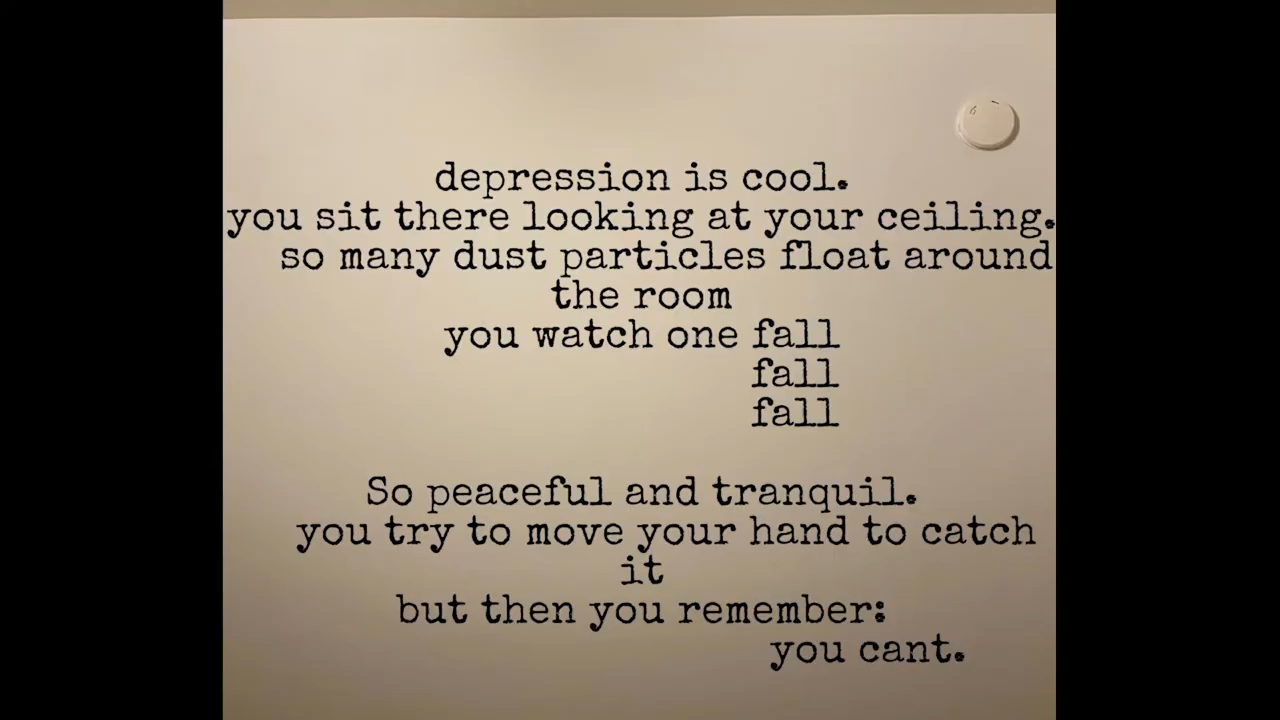 depression is cool.
you sit there looking at your ceiling.
so many dust particles float around
the room
you watch one fall
fall
fall
So peaceful and tranquil.
you try to move your hand to catch
it
but then you remember:
you cant.